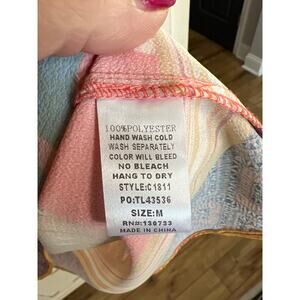 100%POLYESTER
HAND WASH COLD
WASH SEPARATELY
COLOR WILL BLEED
NO BLEACH
HANG TO DRY
STYLE:C1811
PO:TL43536
SIZE:M
RN#:136733
MADE IN CHINA